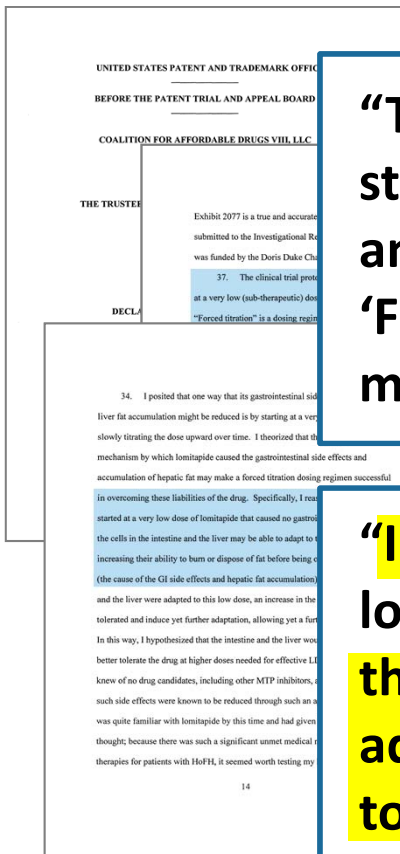 UNITED STATES PATENT AND TRADEMARK OFFIC
BEFORE THE PATENT TRIAL AND APPEAL BOARD
COALITION FOR AFFORDABLE DRUGS VIII, LLC
THE TRUSTEE
DECLA
Exhibit 2077 is a true and accurate
submitted to the Investigational Re
was funded by the Doris Duke Cha
37. The clinical trial prot
at a very low (sub-therapeutic) dos
"Forced titration" is a dosing regim
34. I posited that one way that its gastrointestinal sid
liver fat accumulation might be reduced is by starting at a very
slowly titrating the dose upward over time. I theorized that th
mechanism by which lomitapide caused the gastrointestinal side effects and
accumulation of hepatic fat may make a forced titration dosing regimen successful
in overcoming these liabilities of the drug. Specifically, I rea
started at a very low dose of lomitapide that caused no gastroi
the cells in the intestine and the liver may be able to adapt to t
increasing their ability to burn or dispose of fat before being
(the cause of the GI side effects and hepatic fat accumulation)
and the liver were adapted to this low dose, an increase in the
tolerated and induce yet further adaptation, allowing yet a furt
In this way, I hypothesized that the intestine and the liver wou
better tolerate the drug at higher doses needed for effective
knew of no drug candidates, including other MTP inhibitors,
such side effects were known to be reduced through such an a
was quite familiar with lomitapide by this time and had given
thought; because there was such a significant unmet medical
therapies for patients with HoFH, it seemed worth testing my
14
"T
st
ar
'F
m
"I
lo
th
ad
to